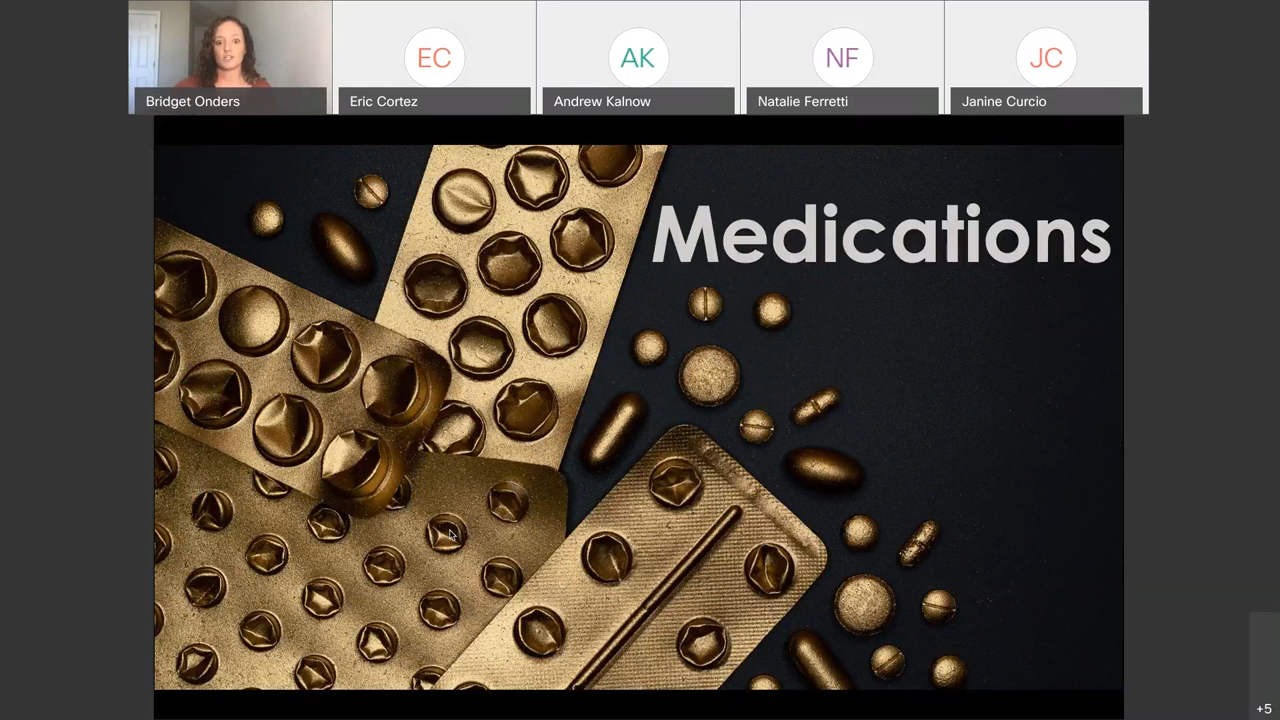 EC
AK
NF
JC
Bridget Onders
Eric Cortez
Andrew Kalnow
Natalie Ferretti
Janine Curcio
Medications
+5